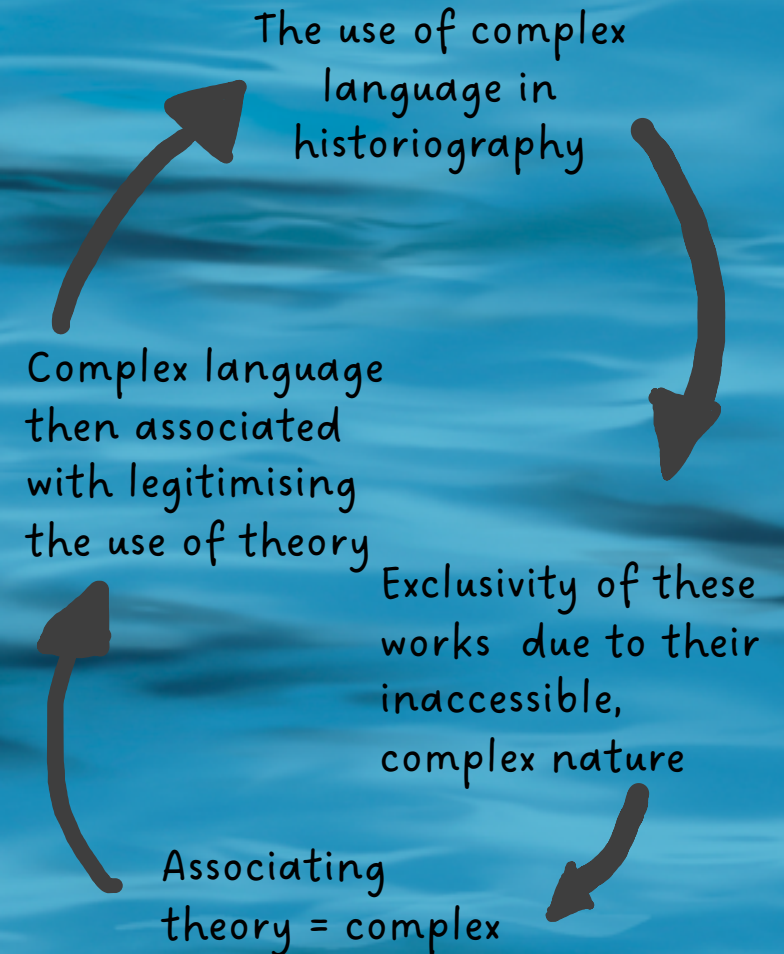 The use of complex
language in
historiography
Exclusivity of these
works due to their
inaccessible,
complex nature
Associating
theory = complex
Complex language
then associated
with legitimising
the use of theory